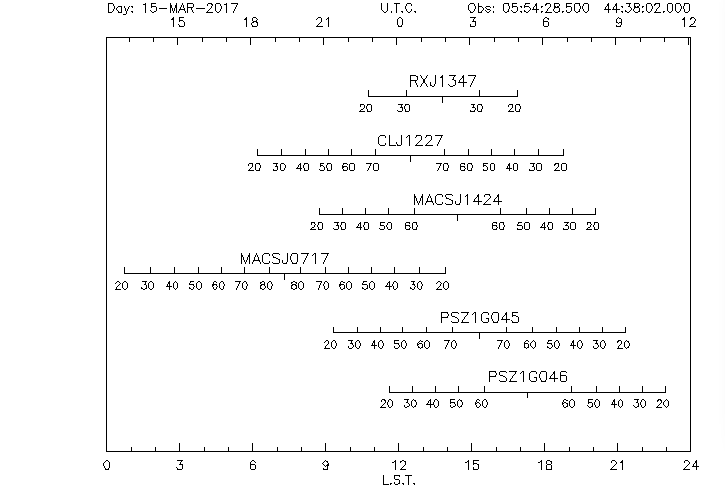 Day: 15-MAR-2017 U.T.C. Obs: 05:54:28.500 44:38:02.000
15 18 21 0 3 6 9 12
RXJ1347
20 30 30 20
CLJ1227
20 30 40 50 60 70 70 60 50 40 30 20
MACSJ1424
20 30 40 50 60 60 50 40 30 20
MACSJ0717
20 30 40 50 60 70 80 80 70 60 50 40 30 20
PSZ1G045
20 30 40 50 60 70 70 60 50 40 30 20
PSZ1G046
20 30 40 50 60 60 50 40 30 20
0 3 6 9 12 15 18 21 24
L.S.T.